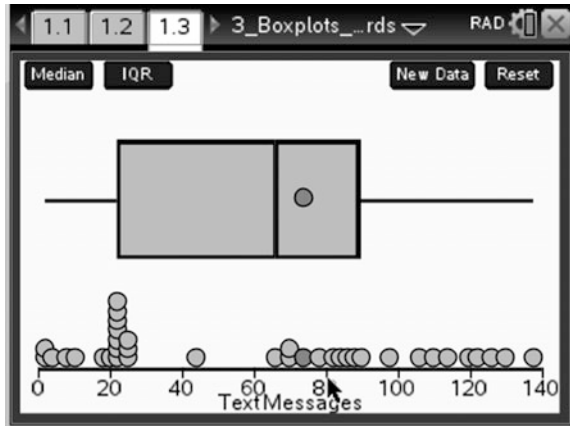 1.1 1.2 1.3 3_Boxplots_...rds RAD
Median IQR New Data Reset
0 20 40 60 80 100 120 140
TextMessages